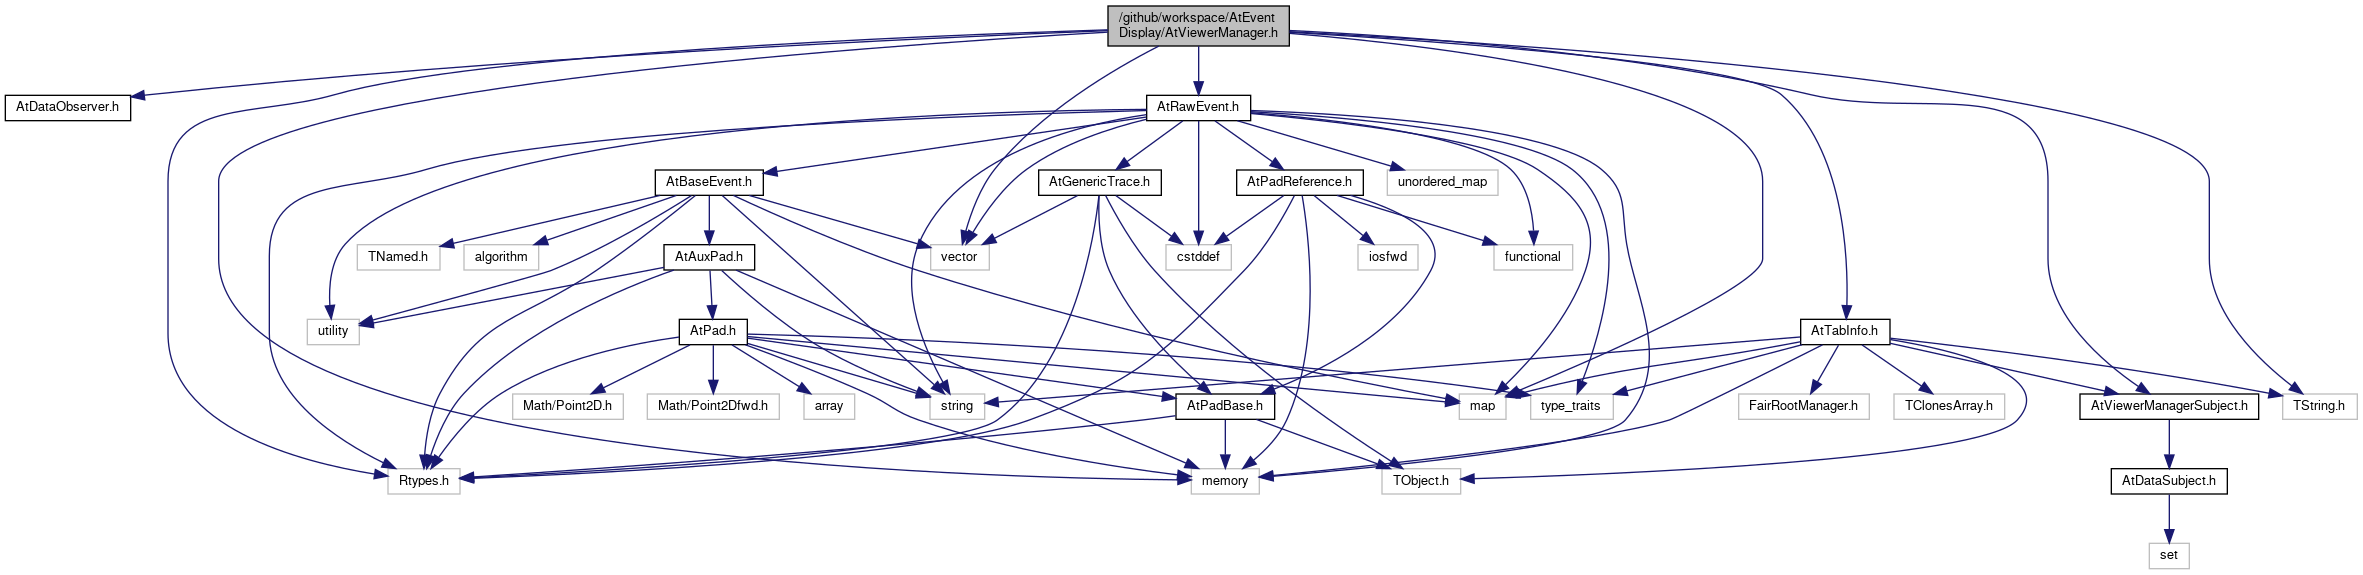 /github/workspace/AtEvent
Display/AtViewerManager.h
AtDataObserver.h
AtRawEvent.h
AtBaseEvent.h
AtGenericTrace.h
AtPadReference.h
unordered_map
TNamed.h
algorithm
AtAuxPad.h
vector
cstddef
iosfwd
functional
utility
AtPad.h
AtTabInfo.h
Math/Point2D.h
Math/Point2Dfwd.h
array
string
AtPadBase.h
map
type_traits
FairRootManager.h
TClonesArray.h
AtViewerManagerSubject.h
TString.h
Rtypes.h
memory
TObject.h
AtDataSubject.h
set